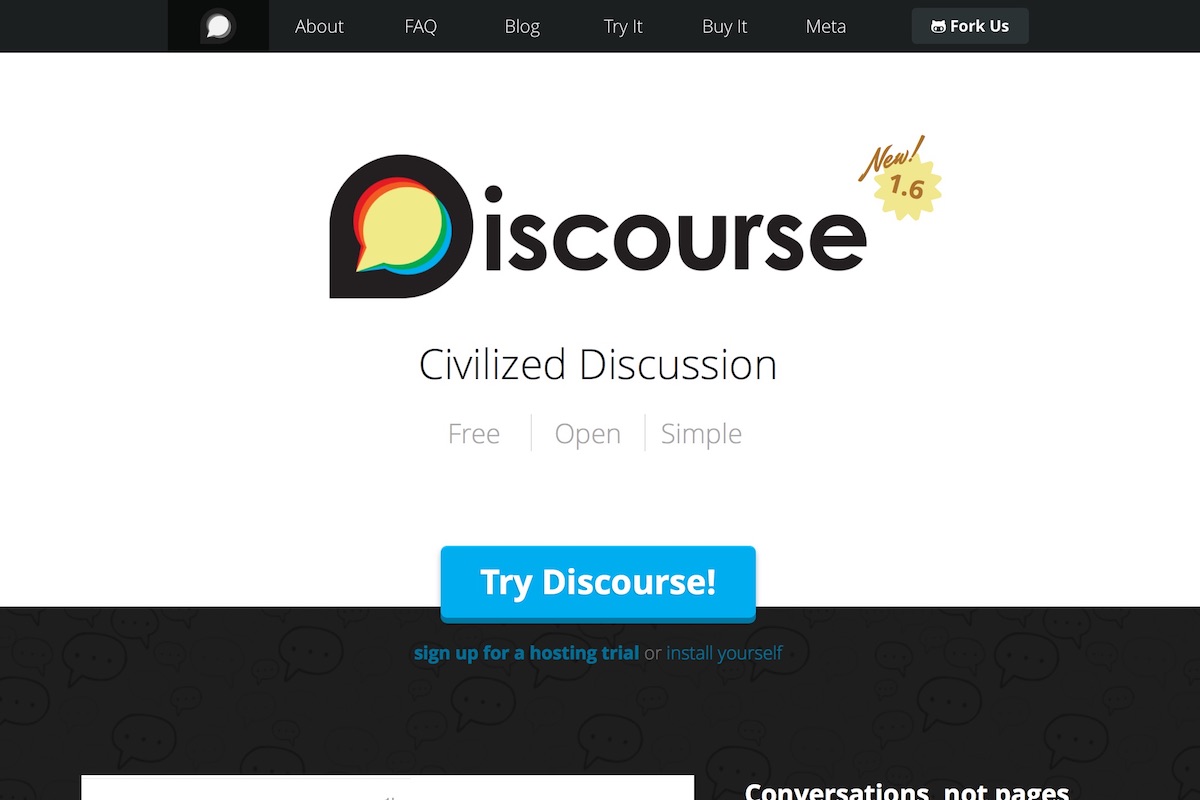 About FAQ Blog Try It Buy It Meta Fork Us
New!
1.6
Discourse
Civilized Discussion
Free Open Simple
Try Discourse!
sign up for a hosting trial or install yourself
Conversations, not pages